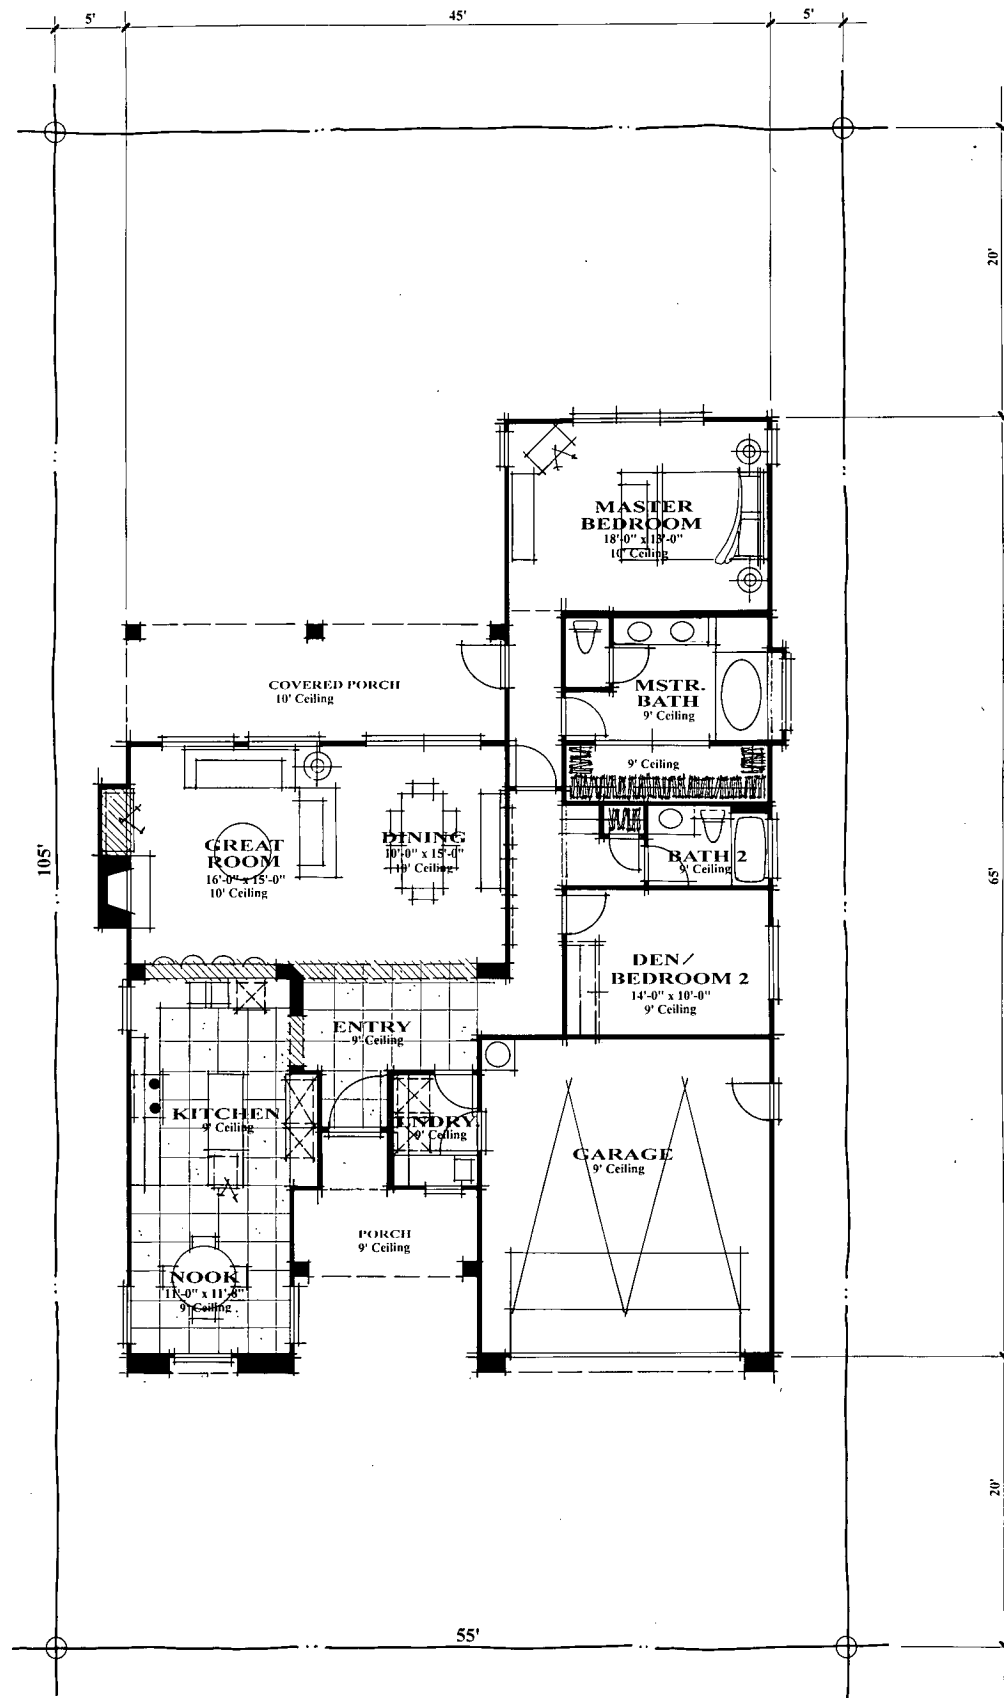 5'
45'
5'
20'
MASTER
BEDROOM
18'-0" x 13'-0"
10' Ceiling
COVERED PORCH
10' Ceiling
MSTR.
BATH
9' Ceiling
9' Ceiling
105'
GREAT
ROOM
16'-0" x 15'-0"
10' Ceiling
DINING
10'-0" x 15'-0"
10' Ceiling
BATH 2
9' Ceiling
65'
DEN/
BEDROOM 2
14'-0" x 10'-0"
9' Ceiling
ENTRY
9' Ceiling
KITCHEN
9' Ceiling
LNDRY.
9' Ceiling
GARAGE
9' Ceiling
PORCH
9' Ceiling
NOOK
11'-0" x 11'-8"
9' Ceiling
20'
55'